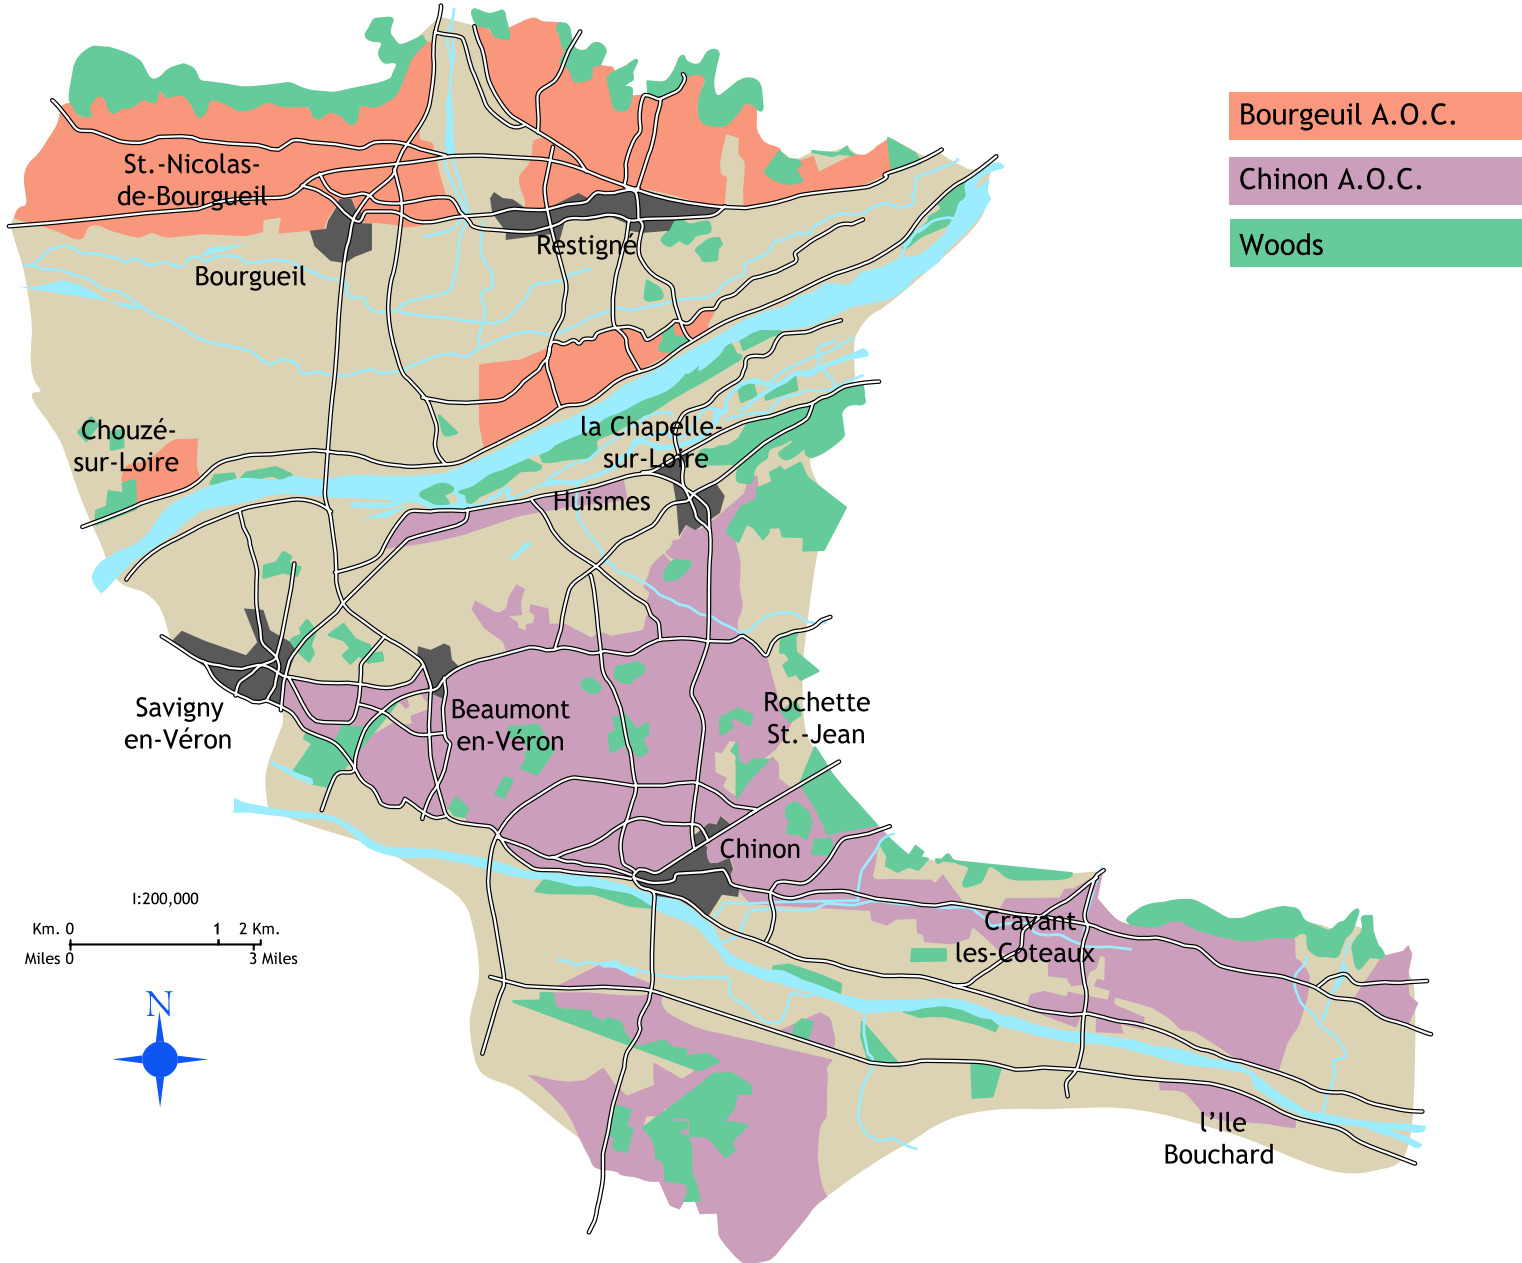 Bourgeuil A.O.C.
Chinon A.O.C.
Woods
St.-Nicolas-
de-Bourgueil
Restigné
Bourgueil
Chouzé-
sur-Loire
la Chapelle-
sur-Loire
Huismes
Savigny
en-Véron
Beaumont
en-Véron
Rochette
St.-Jean
Chinon
Cravant
les-Coteaux
l’Ile
Bouchard
1:200,000
Km. 0 1 2 Km.
Miles 0 3 Miles
N